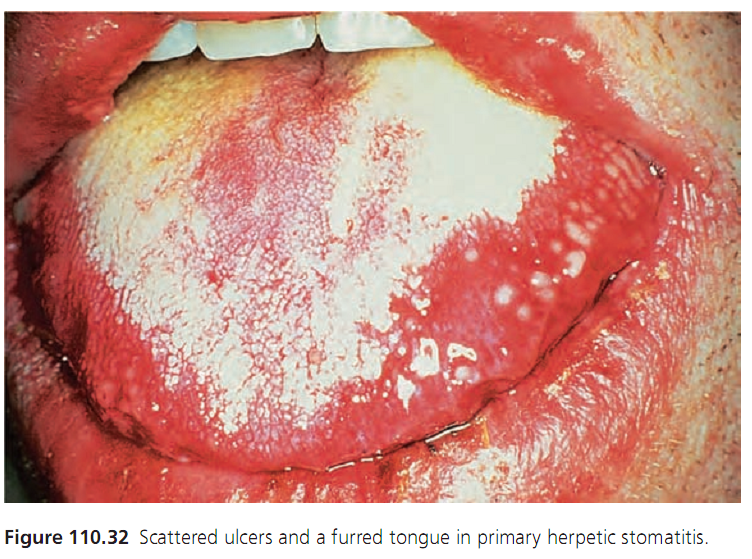 Figure 110.32 Scattered ulcers and a furred tongue in primary herpetic stomatitis.